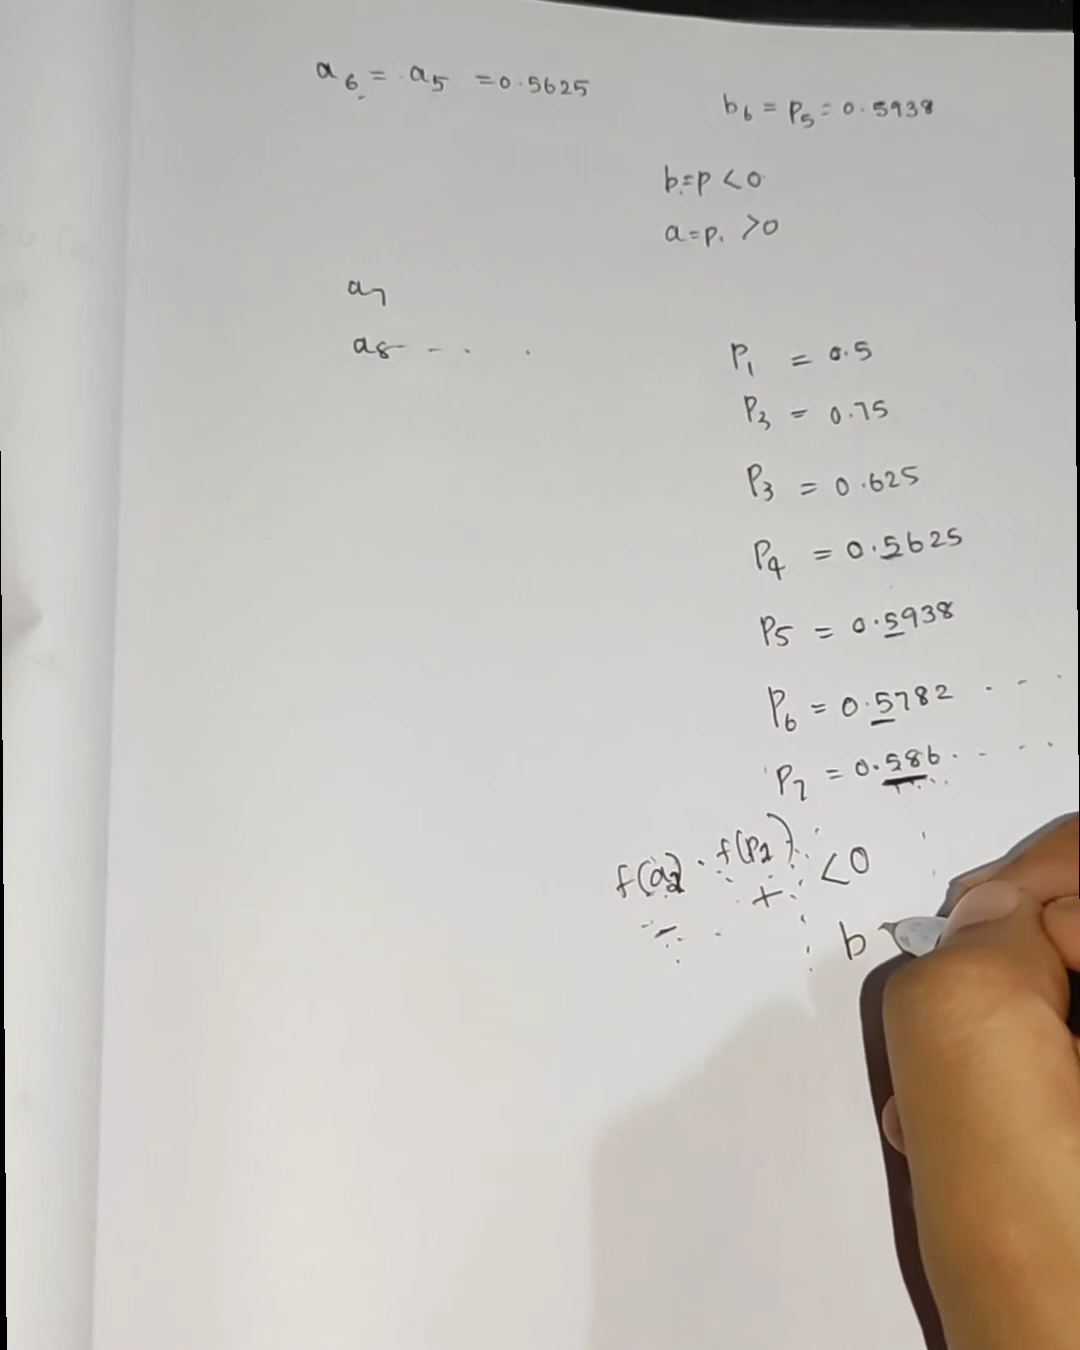 a₆ = a₅ = 0.5625
b₆ = P₅ = 0.5938
b=p <0
a=p. >0
a₇
a₈ - - . .
P₁ = 0.5
P₃ = 0.75
P₃ = 0.625
P₄ = 0.5625
P₅ = 0.5938
P₆ = 0.5782 . - .
P₇ = 0.586 . - . .
f(a₂) . f(P₂) <0
- +
b